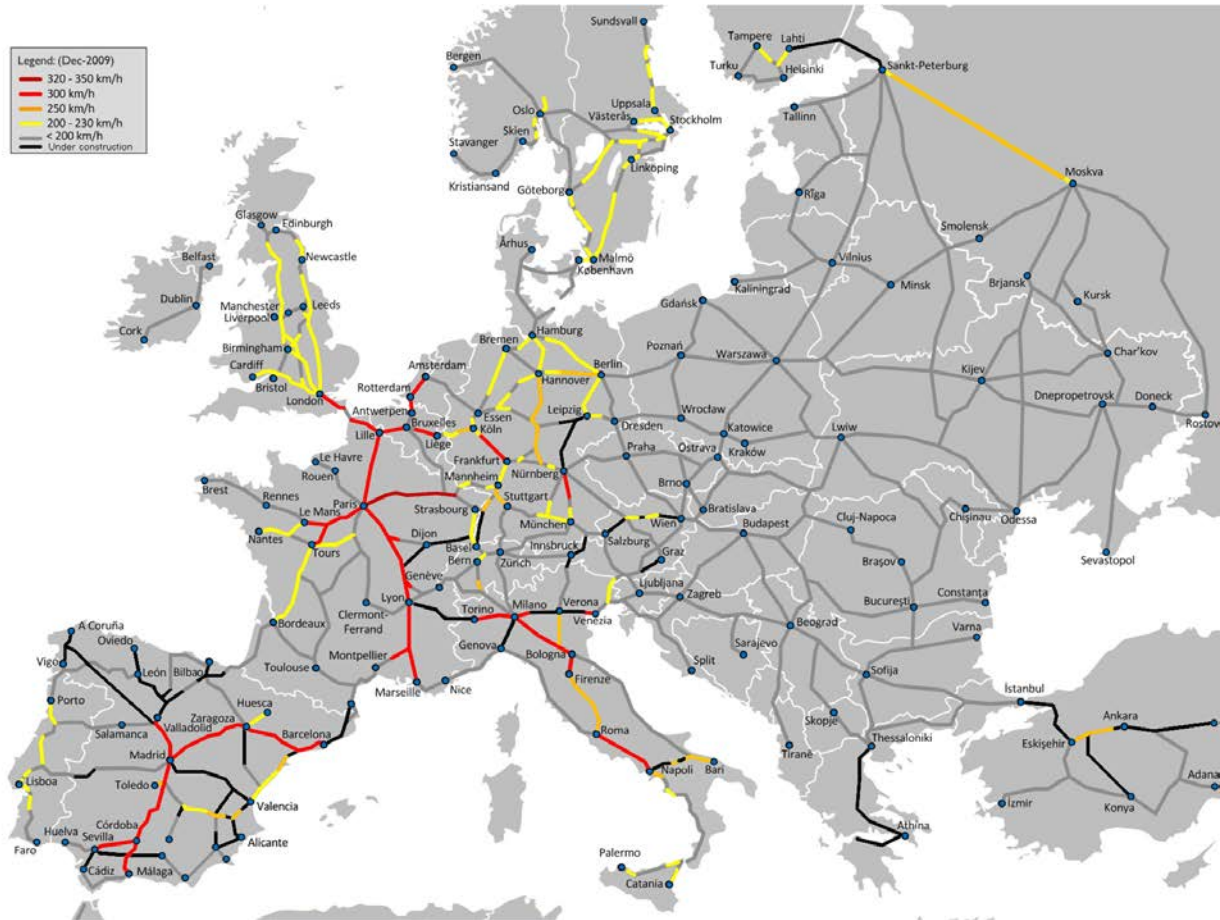 Legend: (Dec-2009)
320 - 350 km/h
300 km/h
250 km/h
200 - 230 km/h
< 200 km/h
Under construction
Sundsvall
Bergen
Tampere
Lahti
Turku
Helsinki
Sankt-Peterburg
Oslo
Uppsala
Västerås
Stockholm
Tallinn
Skien
Stavanger
Linköping
Kristiansand
Göteborg
Moskva
Rīga
Smolensk
Glasgow
Edinburgh
Newcastle
Århus
Malmö
København
Vilnius
Minsk
Kaliningrad
Brjansk
Kursk
Belfast
Dublin
Cork
Manchester
Leeds
Liverpool
Birmingham
Cardiff
Bristol
London
Gdańsk
Hamburg
Bremen
Poznań
Berlin
Warszawa
Char'kov
Amsterdam
Hannover
Rotterdam
Kijev
Antwerpen
Essen
Leipzig
Dnepropetrovsk
Doneck
Rostov
Bruxelles
Köln
Dresden
Wrocław
Lille
Liège
Katowice
Lwiw
Le Havre
Frankfurt
Praha
Ostrava
Kraków
Rouen
Mannheim
Nürnberg
Brest
Rennes
Paris
Stuttgart
Brno
Le Mans
Strasbourg
Bratislava
Chişinau
Odessa
Nantes
Tours
Dijon
München
Wien
Budapest
Cluj-Napoca
Basel
Bern
Zürich
Innsbruck
Salzburg
Graz
Sevastopol
Genève
Ljubljana
Zagreb
Braşov
Clermont-
Ferrand
Lyon
Torino
Milano
Verona
Venezia
Bucureşti
Constanţa
Bordeaux
A Coruña
Oviedo
Genova
Bologna
Beograd
Varna
Sarajevo
Vigo
León
Bilbao
Toulouse
Montpellier
Marseille
Nice
Firenze
Split
Sofija
Porto
Huesca
Zaragoza
Valladolid
Salamanca
Barcelona
Roma
Skopje
İstanbul
Ankara
Eskişehir
Madrid
Tiranë
Thessaloniki
Lisboa
Toledo
Napoli
Bari
Adana
Valencia
İzmir
Konya
Córdoba
Huelva
Sevilla
Alicante
Athína
Faro
Cádiz
Málaga
Palermo
Catania